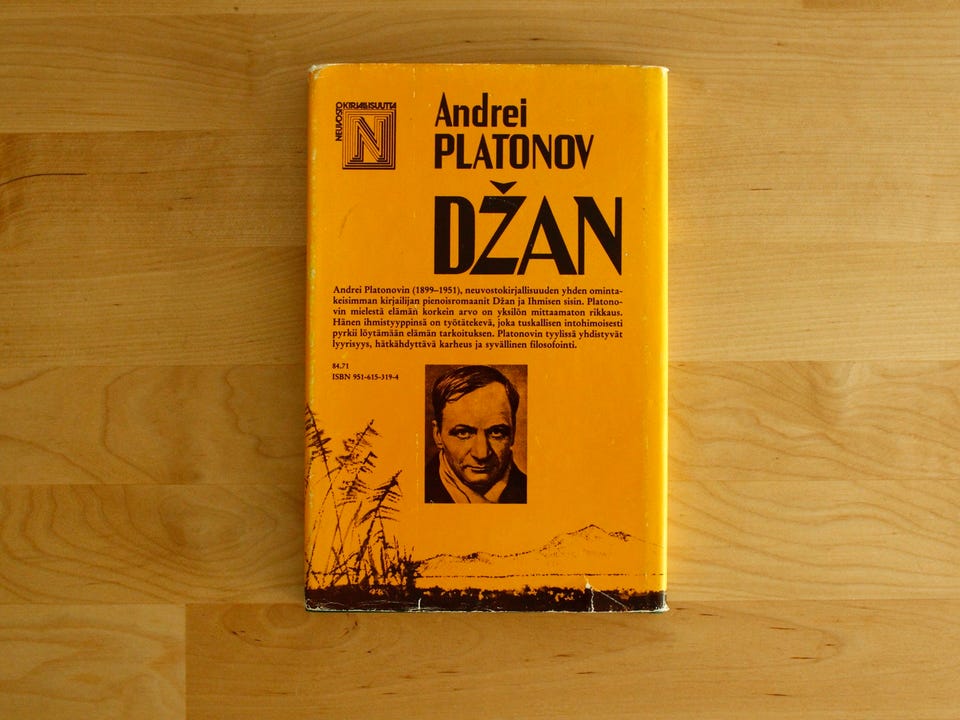 NEUVOSTO
KIRJALLISUUTTA
N
Andrei
PLATONOV
DŽAN
Andrei Platonovin (1899–1951), neuvostokirjallisuuden yhden ominta-
keisimman kirjailijan pienoisromaanit Džan ja Ihmisen sisin. Platono-
vin mielestä elämän korkein arvo on yksilön mittaamaton rikkaus.
Hänen ihmistyyppinsä on työtätekevä, joka tuskallisen intohimoisesti
pyrkii löytämään elämän tarkoituksen. Platonovin tyylissä yhdistyvät
lyyrisyys, hätkähdyttävä karheus ja syvällinen filosofointi.
84.71
ISBN 951-615-319-4